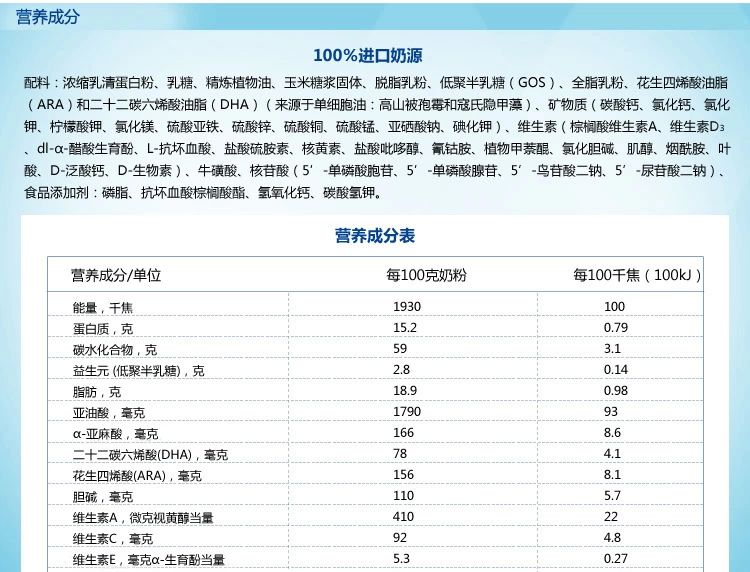 营养成分
100%进口奶源
配料：浓缩乳清蛋白粉、乳糖、精炼植物油、玉米糖浆固体、脱脂乳粉、低聚半乳糖（GOS）、全脂乳粉、花生四烯酸油脂
（ARA）和二十二碳六烯酸油脂（DHA）（来源于单细胞油：高山被孢霉和寇氏隐甲藻）、矿物质（碳酸钙、氯化钙、氯化
钾、柠檬酸钾、氯化镁、硫酸亚铁、硫酸锌、硫酸铜、硫酸锰、亚硒酸钠、碘化钾）、维生素（棕榈酸维生素A、维生素D₃
、dl-α-醋酸生育酚、L-抗坏血酸、盐酸硫胺素、核黄素、盐酸吡哆醇、氰钴胺、植物甲萘醌、氯化胆碱、肌醇、烟酰胺、叶
酸、D-泛酸钙、D-生物素）、牛磺酸、核苷酸（5′-单磷酸胞苷、5′-单磷酸腺苷、5′-鸟苷酸二钠、5′-尿苷酸二钠）、
食品添加剂：磷脂、抗坏血酸棕榈酸酯、氢氧化钙、碳酸氢钾。
营养成分表
营养成分/单位 每100克奶粉 每100千焦（100kJ）
能量，千焦 1930 100
蛋白质，克 15.2 0.79
碳水化合物，克 59 3.1
益生元 (低聚半乳糖)，克 2.8 0.14
脂肪，克 18.9 0.98
亚油酸，毫克 1790 93
α-亚麻酸，毫克 166 8.6
二十二碳六烯酸(DHA)，毫克 78 4.1
花生四烯酸(ARA)，毫克 156 8.1
胆碱，毫克 110 5.7
维生素A，微克视黄醇当量 410 22
维生素C，毫克 92 4.8
维生素E，毫克α-生育酚当量 5.3 0.27